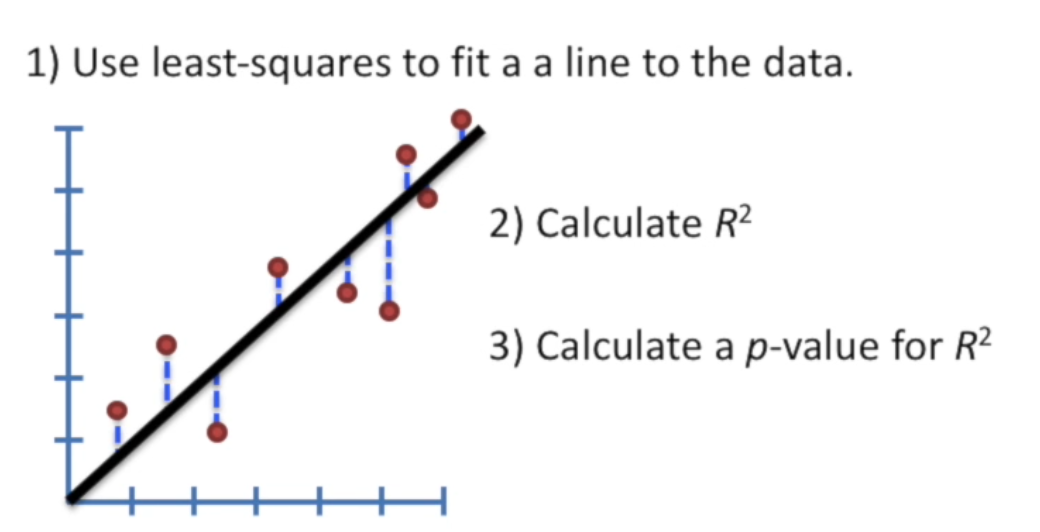 1) Use least-squares to fit a a line to the data.
2) Calculate R²
3) Calculate a p-value for R²